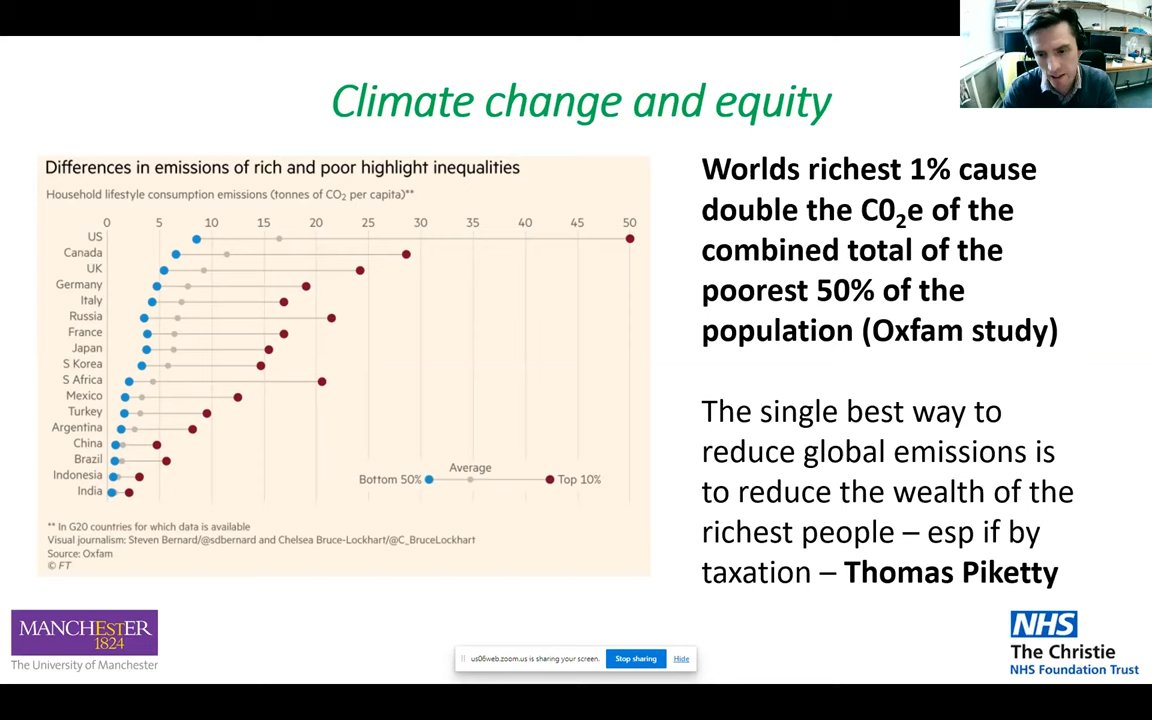 Climate change and equity
Differences in emissions of rich and poor highlight inequalities
Household lifestyle consumption emissions (tonnes of CO2 per capita)**
0 5 10 15 20 25 30 35 40 45 50
US
Canada
UK
Germany
Italy
Russia
France
Japan
S Korea
S Africa
Mexico
Turkey
Argentina
China
Brazil
Indonesia
India
Average
Bottom 50% Top 10%
** In G20 countries for which data is available
Visual journalism: Steven Bernard/@sdbernard and Chelsea Bruce-Lockhart/@C_BruceLockhart
Source: Oxfam
© FT
Worlds richest 1% cause
double the C02e of the
combined total of the
poorest 50% of the
population (Oxfam study)
The single best way to
reduce global emissions is
to reduce the wealth of the
richest people – esp if by
taxation – Thomas Piketty
MANCHESTER
1824
The University of Manchester
us06web.zoom.us is sharing your screen. Stop sharing Hide
NHS
The Christie
NHS Foundation Trust